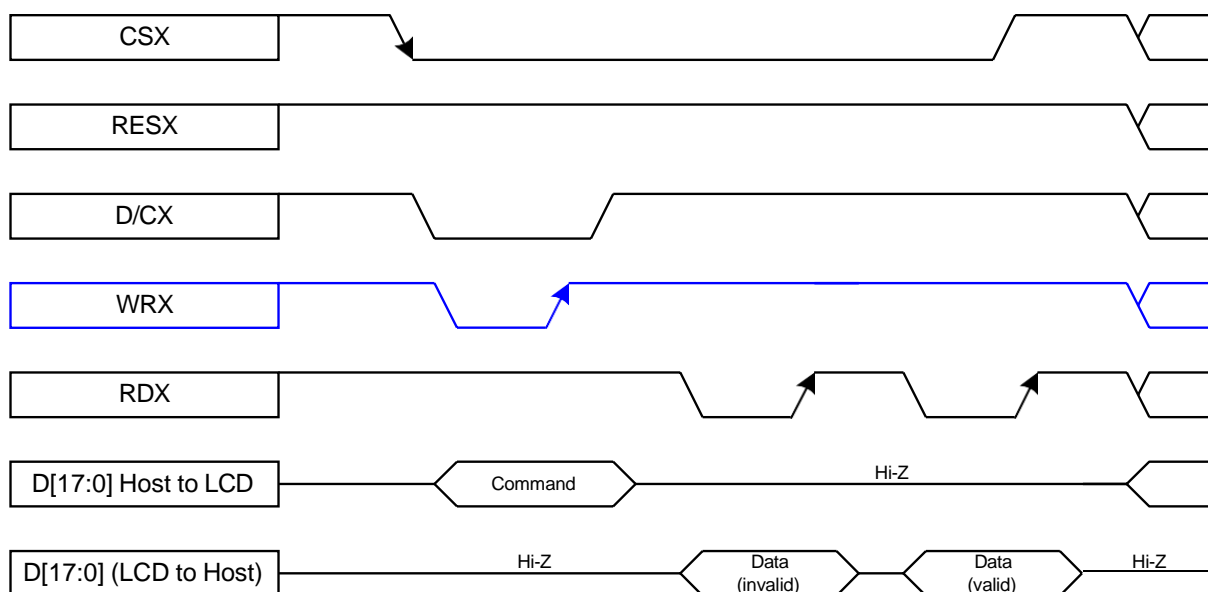 CSX
RESX
D/CX
WRX
RDX
D[17:0] Host to LCD
Command
Hi-Z
D[17:0] (LCD to Host)
Hi-Z
Data
(invalid)
Data
(valid)
Hi-Z